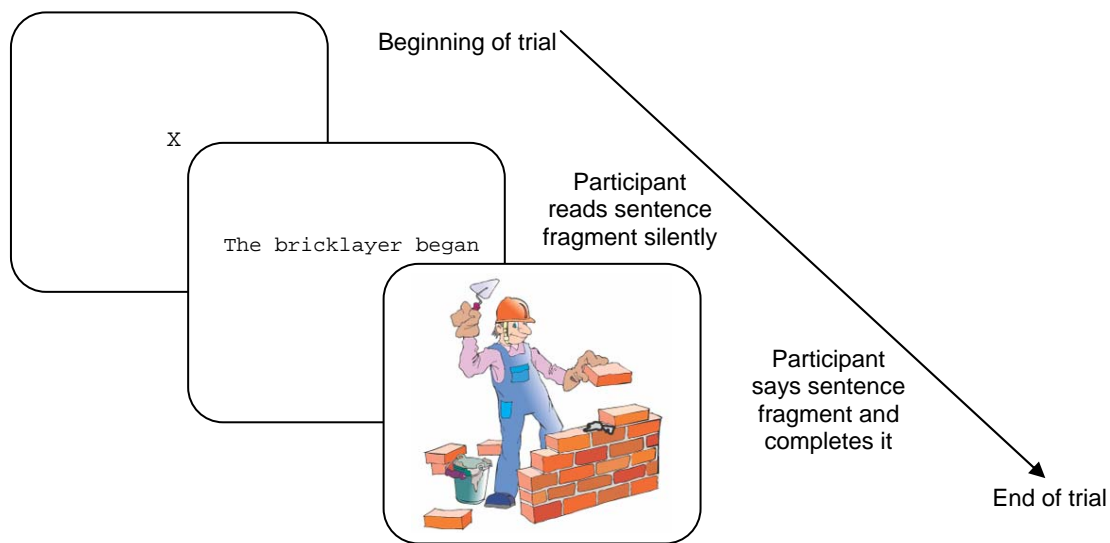 Beginning of trial
X
Participant
reads sentence
fragment silently
The bricklayer began
Participant
says sentence
fragment and
completes it
End of trial